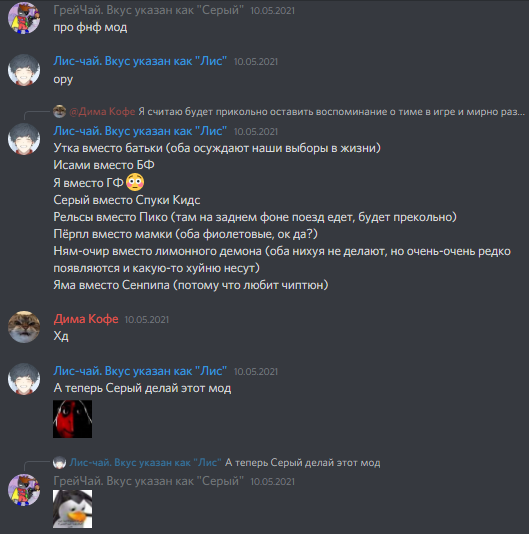 ГрейЧай. Вкус указан как "Серый" 10.05.2021
про фнф мод
Лис-чай. Вкус указан как "Лис" 10.05.2021
ору
@Дима Кофе Я считаю будет прикольно оставить воспоминание о тиме в игре и мирно раз...
Лис-чай. Вкус указан как "Лис" 10.05.2021
Утка вместо батьки (оба осуждают наши выборы в жизни)
Исами вместо БФ
Я вместо ГФ
Серый вместо Спуки Кидс
Рельсы вместо Пико (там на заднем фоне поезд едет, будет прекольно)
Пёрпл вместо мамки (оба фиолетовые, ок да?)
Ням-очир вместо лимонного демона (оба нихуя не делают, но очень-очень редко
появляются и какую-то хуйню несут)
Яма вместо Сенпипа (потому что любит чиптюн)
Дима Кофе 10.05.2021
Хд
Лис-чай. Вкус указан как "Лис" 10.05.2021
А теперь Серый делай этот мод
Лис-чай. Вкус указан как "Лис" А теперь Серый делай этот мод
ГрейЧай. Вкус указан как "Серый" 10.05.2021